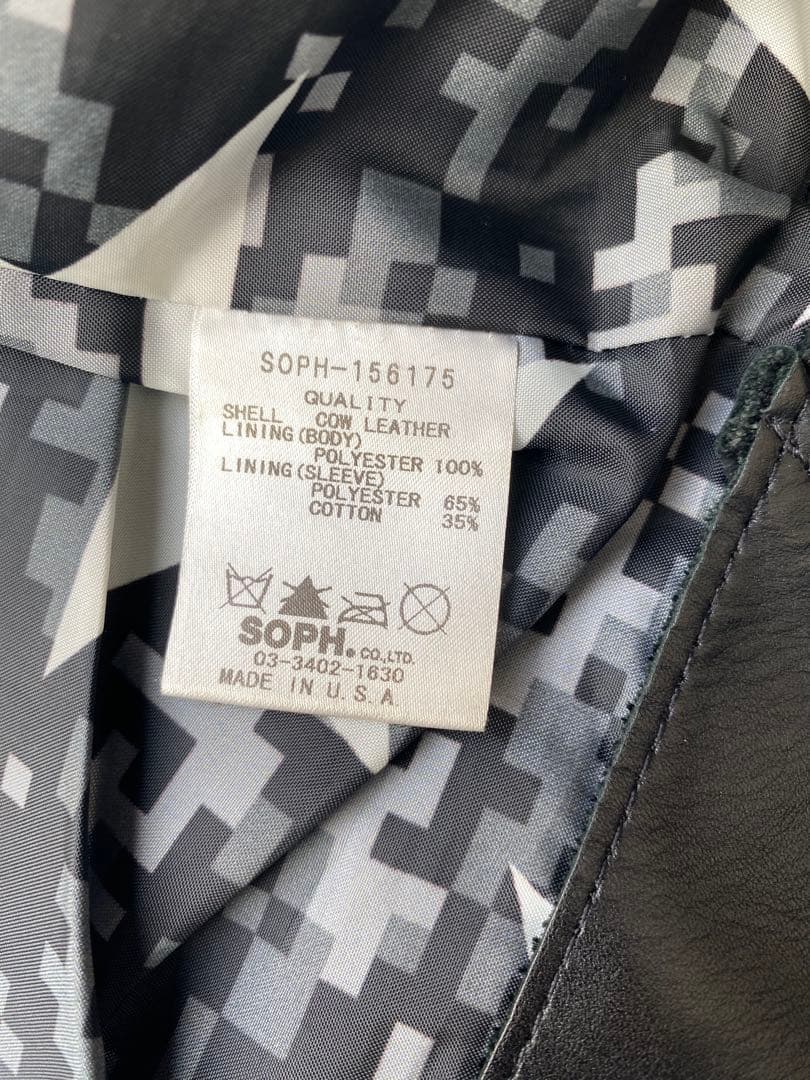 SOPH-156175
QUALITY
SHELL COW LEATHER
LINING(BODY)
POLYESTER 100%
LINING(SLEEVE)
POLYESTER 65%
COTTON 35%
SOPH.CO.,LTD.
03-3402-1630
MADE IN U.S.A.